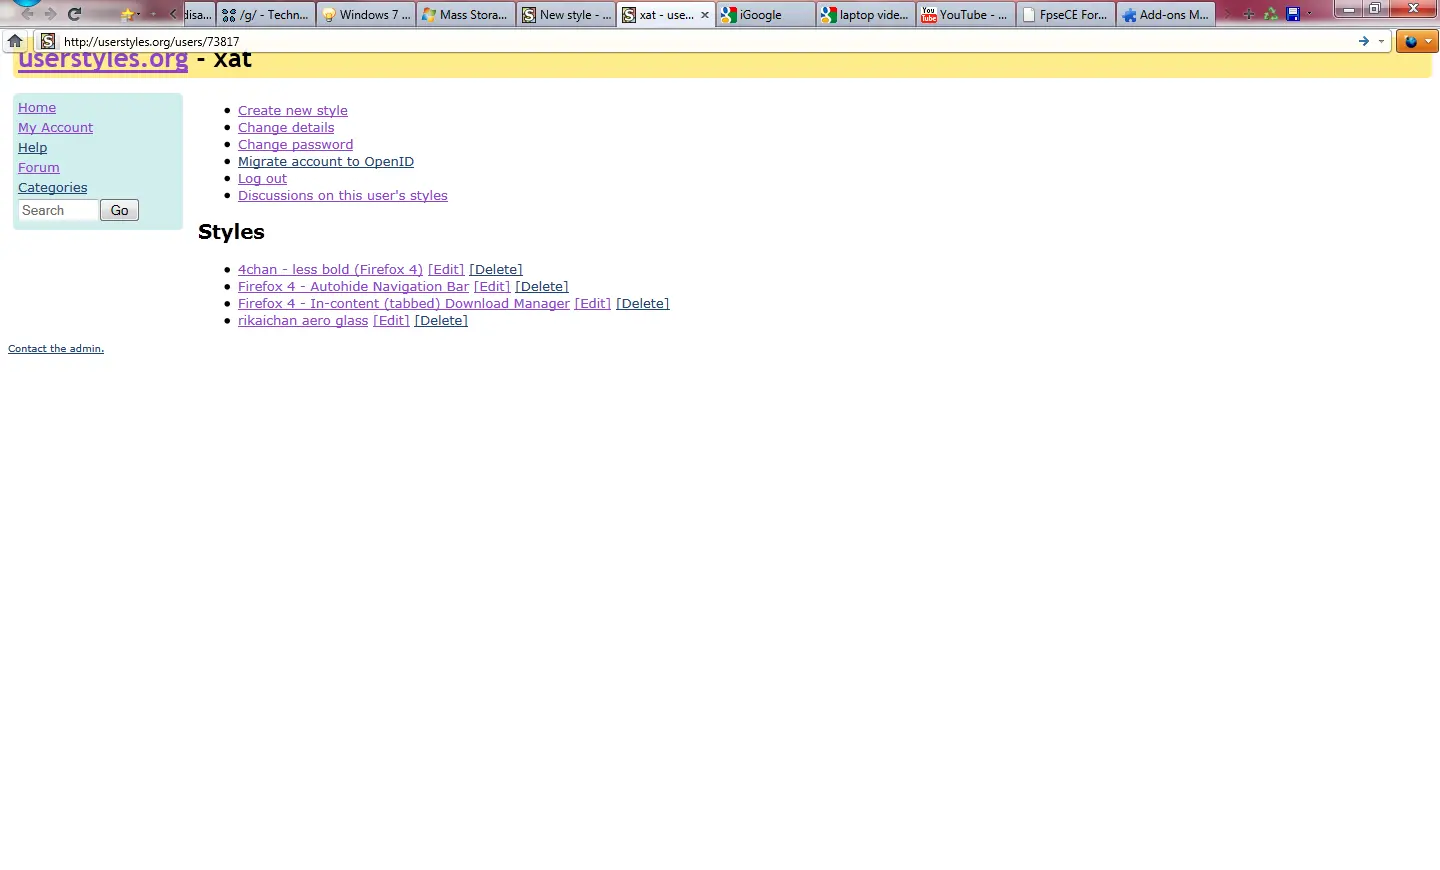 disa...
/g/ - Techn...
Windows 7 ...
Mass Stora...
New style - ...
xat - use...
iGoogle
laptop vide...
YouTube - ...
FpseCE For...
Add-ons M...
http://userstyles.org/users/73817
userstyles.org - xat
Home
My Account
Help
Forum
Categories
Search Go
Create new style
Change details
Change password
Migrate account to OpenID
Log out
Discussions on this user's styles
Styles
4chan - less bold (Firefox 4) [Edit] [Delete]
Firefox 4 - Autohide Navigation Bar [Edit] [Delete]
Firefox 4 - In-content (tabbed) Download Manager [Edit] [Delete]
rikaichan aero glass [Edit] [Delete]
Contact the admin.